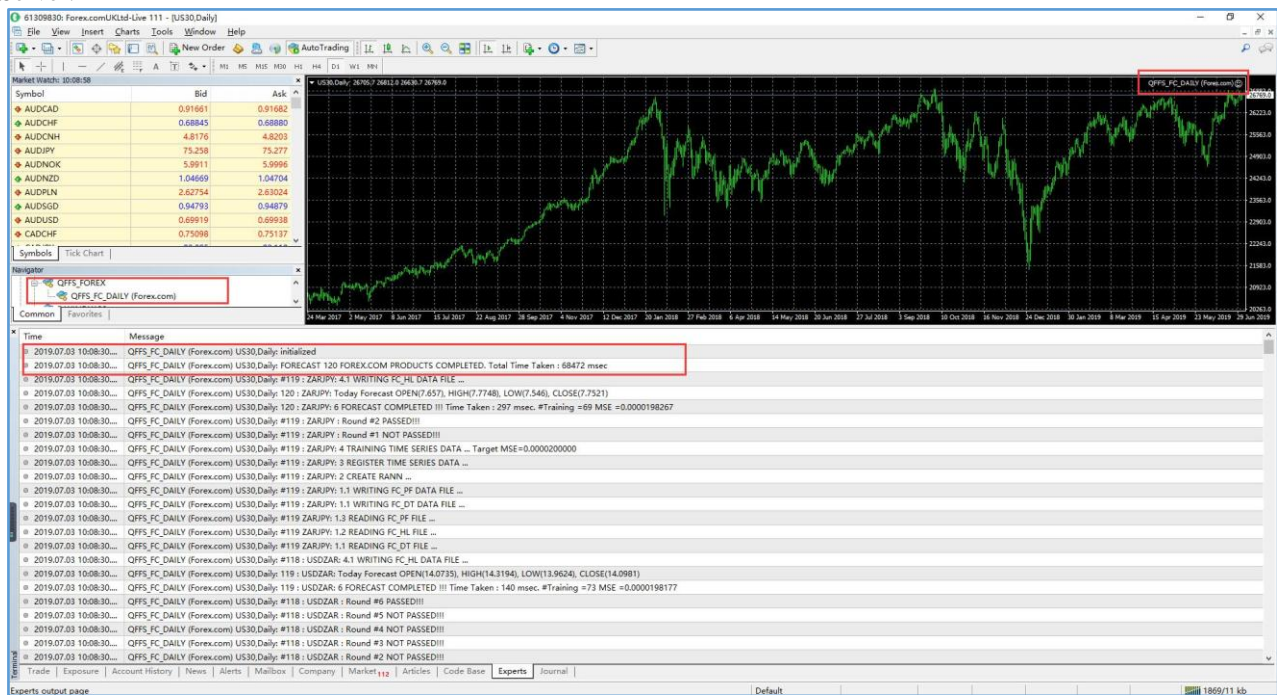 61309830: Forex.comUKLtd-Live 111 - [US30,Daily]
File View Insert Charts Tools Window Help
New Order AutoTrading
A T M1 M5 M15 M30 H1 H4 D1 W1 MN
Market Watch: 10:08:58
Symbol Bid Ask
AUDCAD 0.91661 0.91682
AUDCHF 0.68845 0.68880
AUDCNH 4.8176 4.8203
AUDJPY 75.258 75.277
AUDNOK 5.9911 5.9996
AUDNZD 1.04669 1.04704
AUDPLN 2.62754 2.63024
AUDSGD 0.94793 0.94879
AUDUSD 0.69919 0.69938
CADCHF 0.75098 0.75137
Symbols Tick Chart
Navigator
QFFS_FOREX
QFFS_FC_DAILY (Forex.com)
Common Favorites
US30,Daily: 26705.7 26812.0 26630.7 26769.0
QFFS_FC_DAILY (Forex.com)
26769.0
26223.0
24903.0
24243.0
23563.0
22903.0
22243.0
21583.0
20923.0
20263.0
24 Mar 2017 2 May 2017 8 Jun 2017 15 Jul 2017 22 Aug 2017 28 Sep 2017 4 Nov 2017 12 Dec 2017 20 Jan 2018 27 Feb 2018 6 Apr 2018 14 May 2018 20 Jun 2018 27 Jul 2018 3 Sep 2018 10 Oct 2018 16 Nov 2018 24 Dec 2018 30 Jan 2019 8 Mar 2019 15 Apr 2019 23 May 2019 29 Jun 2019
Time Message
2019.07.03 10:08:30.... QFFS_FC_DAILY (Forex.com) US30,Daily: initialized
2019.07.03 10:08:30.... QFFS_FC_DAILY (Forex.com) US30,Daily: FORECAST 120 FOREX.COM PRODUCTS COMPLETED. Total Time Taken : 68472 msec
2019.07.03 10:08:30.... QFFS_FC_DAILY (Forex.com) US30,Daily: #119 : ZARJPY: 4.1 WRITING FC_HL DATA FILE ...
2019.07.03 10:08:30.... QFFS_FC_DAILY (Forex.com) US30,Daily: 120 : ZARJPY: Today Forecast OPEN(7.657), HIGH(7.7748), LOW(7.546), CLOSE(7.7521)
2019.07.03 10:08:30.... QFFS_FC_DAILY (Forex.com) US30,Daily: 120 : ZARJPY: 6 FORECAST COMPLETED !!! Time Taken : 297 msec. #Training =69 MSE =0.0000198267
2019.07.03 10:08:30.... QFFS_FC_DAILY (Forex.com) US30,Daily: #119 : ZARJPY : Round #2 PASSED!!!
2019.07.03 10:08:30.... QFFS_FC_DAILY (Forex.com) US30,Daily: #119 : ZARJPY : Round #1 NOT PASSED!!!
2019.07.03 10:08:30.... QFFS_FC_DAILY (Forex.com) US30,Daily: #119 : ZARJPY: 4 TRAINING TIME SERIES DATA ... Target MSE=0.0000200000
2019.07.03 10:08:30.... QFFS_FC_DAILY (Forex.com) US30,Daily: #119 : ZARJPY: 3 REGISTER TIME SERIES DATA ...
2019.07.03 10:08:30.... QFFS_FC_DAILY (Forex.com) US30,Daily: #119 : ZARJPY: 2 CREATE RANN ...
2019.07.03 10:08:30.... QFFS_FC_DAILY (Forex.com) US30,Daily: #119 : ZARJPY: 1.1 WRITING FC_PF DATA FILE ...
2019.07.03 10:08:30.... QFFS_FC_DAILY (Forex.com) US30,Daily: #119 : ZARJPY: 1.1 WRITING FC_DT DATA FILE ...
2019.07.03 10:08:30.... QFFS_FC_DAILY (Forex.com) US30,Daily: #119 ZARJPY: 1.3 READING FC_PF FILE ...
2019.07.03 10:08:30.... QFFS_FC_DAILY (Forex.com) US30,Daily: #119 ZARJPY: 1.2 READING FC_HL FILE ...
2019.07.03 10:08:30.... QFFS_FC_DAILY (Forex.com) US30,Daily: #119 ZARJPY: 1.1 READING FC_DT FILE ...
2019.07.03 10:08:30.... QFFS_FC_DAILY (Forex.com) US30,Daily: #118 : USDZAR: 4.1 WRITING FC_HL DATA FILE ...
2019.07.03 10:08:30.... QFFS_FC_DAILY (Forex.com) US30,Daily: 119 : USDZAR: Today Forecast OPEN(14.0735), HIGH(14.3194), LOW(13.9624), CLOSE(14.0981)
2019.07.03 10:08:30.... QFFS_FC_DAILY (Forex.com) US30,Daily: 119 : USDZAR: 6 FORECAST COMPLETED !!! Time Taken : 140 msec. #Training =73 MSE =0.0000198177
2019.07.03 10:08:30.... QFFS_FC_DAILY (Forex.com) US30,Daily: #118 : USDZAR : Round #6 PASSED!!!
2019.07.03 10:08:30.... QFFS_FC_DAILY (Forex.com) US30,Daily: #118 : USDZAR : Round #5 NOT PASSED!!!
2019.07.03 10:08:30.... QFFS_FC_DAILY (Forex.com) US30,Daily: #118 : USDZAR : Round #4 NOT PASSED!!!
2019.07.03 10:08:30.... QFFS_FC_DAILY (Forex.com) US30,Daily: #118 : USDZAR : Round #3 NOT PASSED!!!
2019.07.03 10:08:30.... QFFS_FC_DAILY (Forex.com) US30,Daily: #118 : USDZAR : Round #2 NOT PASSED!!!
Terminal
Trade Exposure Account History News Alerts Mailbox Company Market 112 Articles Code Base Experts Journal
Experts output page Default 1869/11 kb